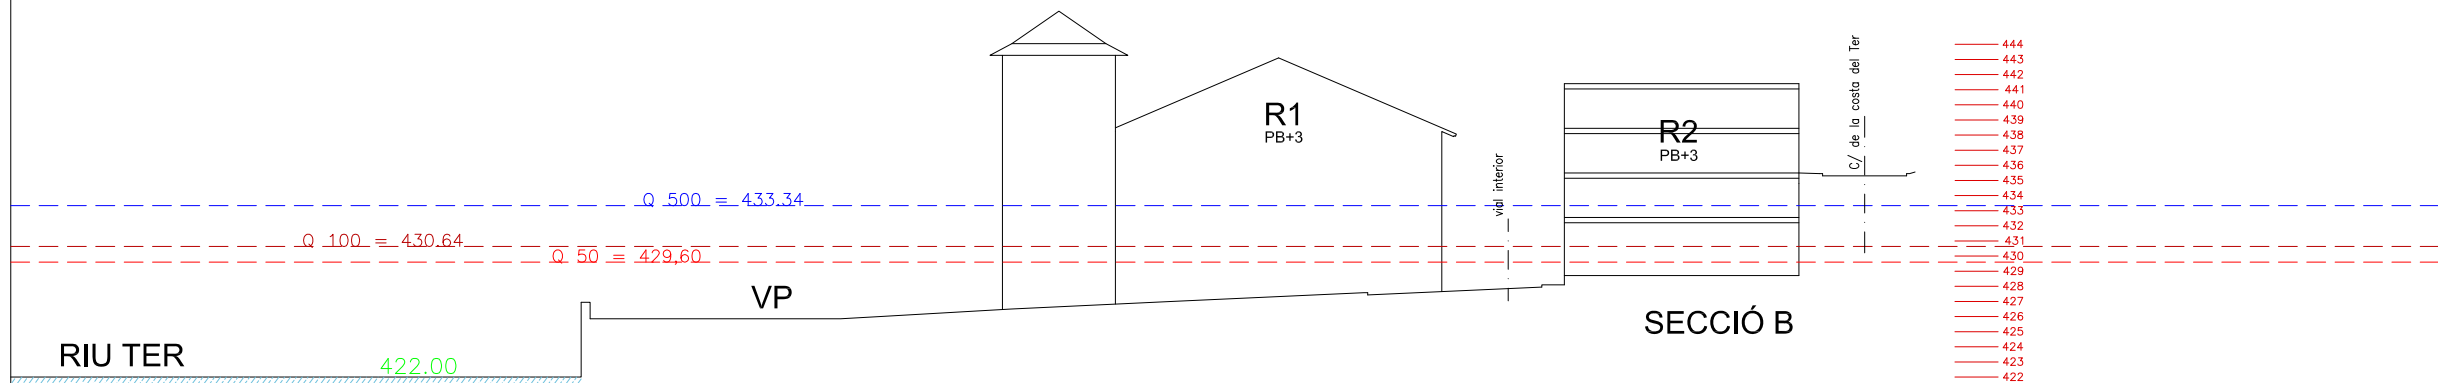 R1
PB+3
R2
PB+3
C/ de la costa del Ter
vial interior
Q 500 = 433.34
Q 100 = 430.64
Q 50 = 429,60
VP
RIU TER
422.00
SECCIÓ B
444
443
442
441
440
439
438
437
436
435
434
433
432
431
430
429
428
427
426
425
424
423
422